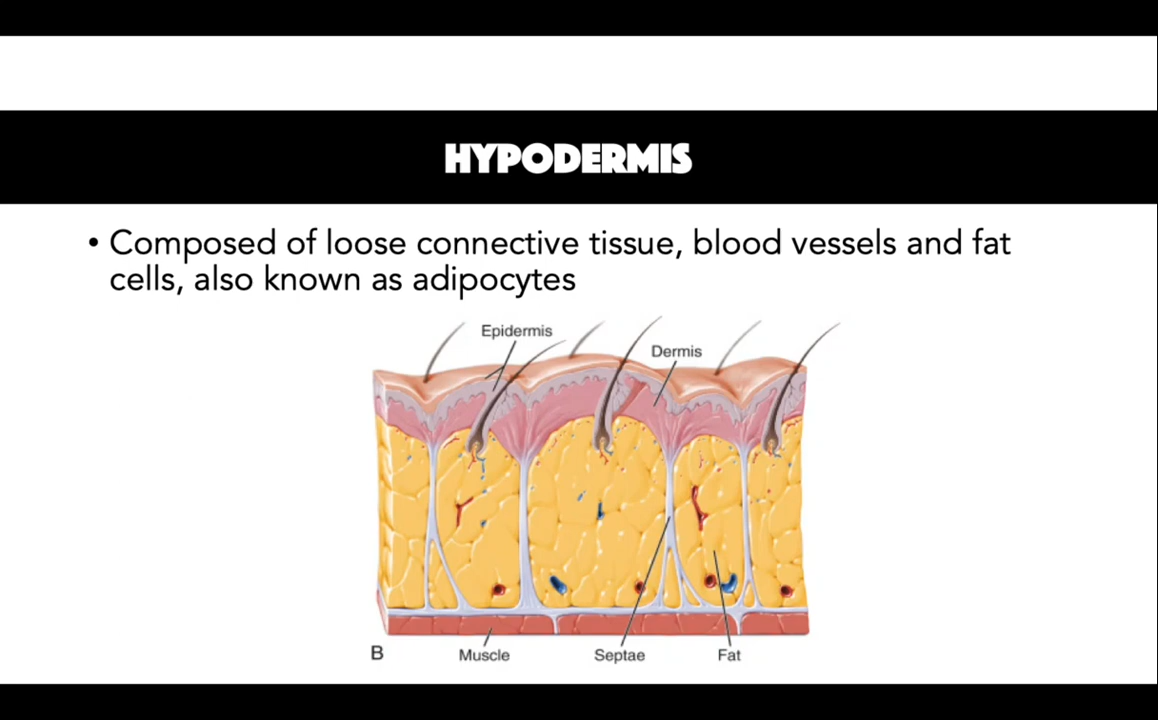 HYPODERMIS
• Composed of loose connective tissue, blood vessels and fat
cells, also known as adipocytes
Epidermis
Dermis
B
Muscle
Septae
Fat